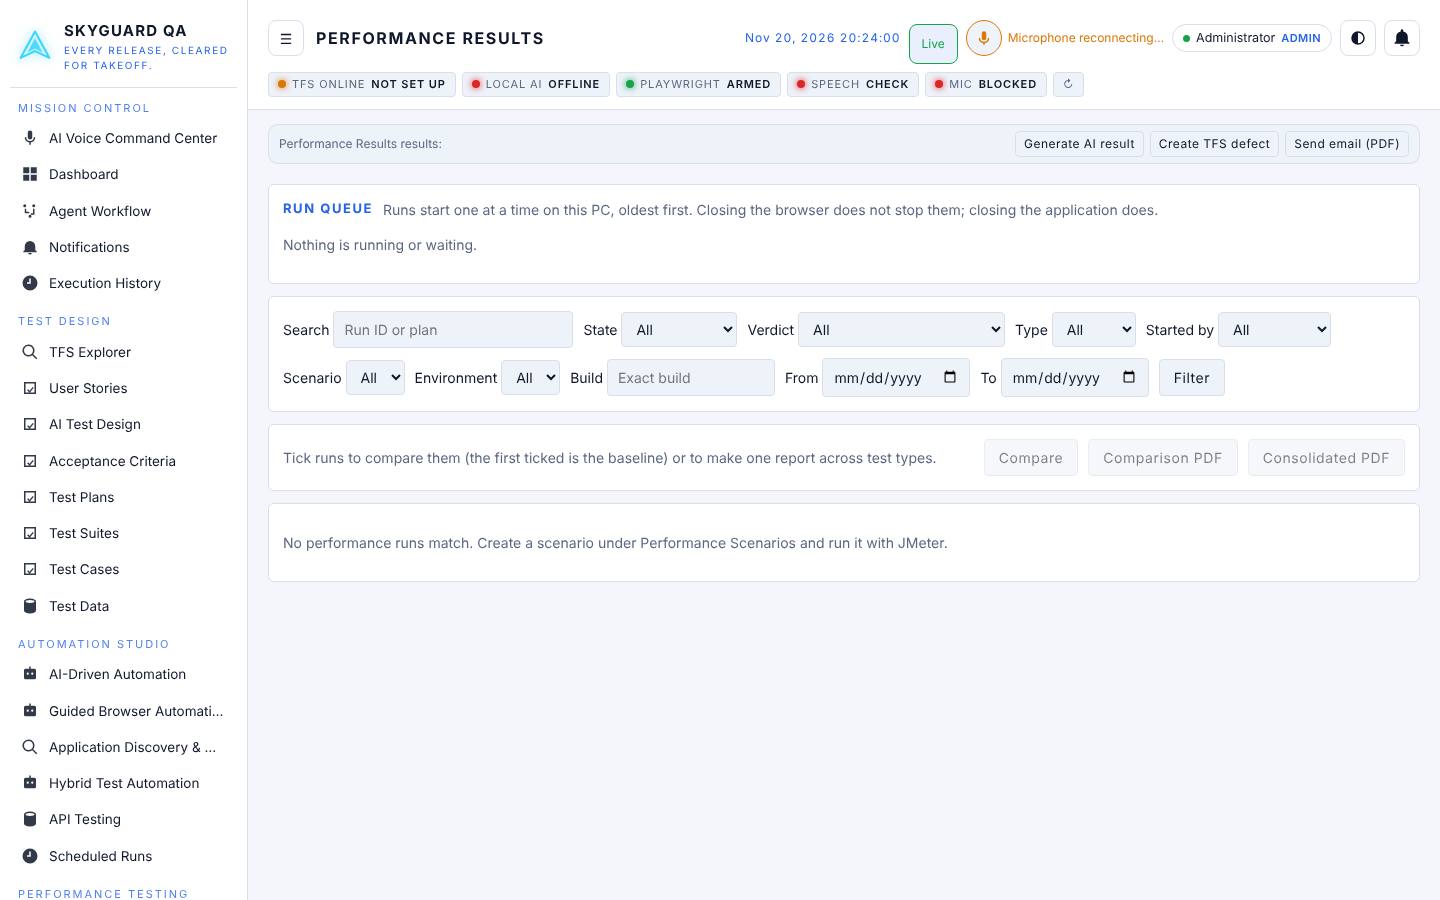 SKYGUARD QA
EVERY RELEASE, CLEARED
FOR TAKEOFF.
MISSION CONTROL
AI Voice Command Center
Dashboard
Agent Workflow
Notifications
Execution History
TEST DESIGN
TFS Explorer
User Stories
AI Test Design
Acceptance Criteria
Test Plans
Test Suites
Test Cases
Test Data
AUTOMATION STUDIO
AI-Driven Automation
Guided Browser Automati...
Application Discovery & ...
Hybrid Test Automation
API Testing
Scheduled Runs
PERFORMANCE TESTING
PERFORMANCE RESULTS
Nov 20, 2026 20:24:00 Live Microphone reconnecting... Administrator ADMIN
TFS ONLINE NOT SET UP LOCAL AI OFFLINE PLAYWRIGHT ARMED SPEECH CHECK MIC BLOCKED
Performance Results results: Generate AI result Create TFS defect Send email (PDF)
RUN QUEUE Runs start one at a time on this PC, oldest first. Closing the browser does not stop them; closing the application does.
Nothing is running or waiting.
Search Run ID or plan State All Verdict All Type All Started by All
Scenario All Environment All Build Exact build From mm/dd/yyyy To mm/dd/yyyy Filter
Tick runs to compare them (the first ticked is the baseline) or to make one report across test types. Compare Comparison PDF Consolidated PDF
No performance runs match. Create a scenario under Performance Scenarios and run it with JMeter.